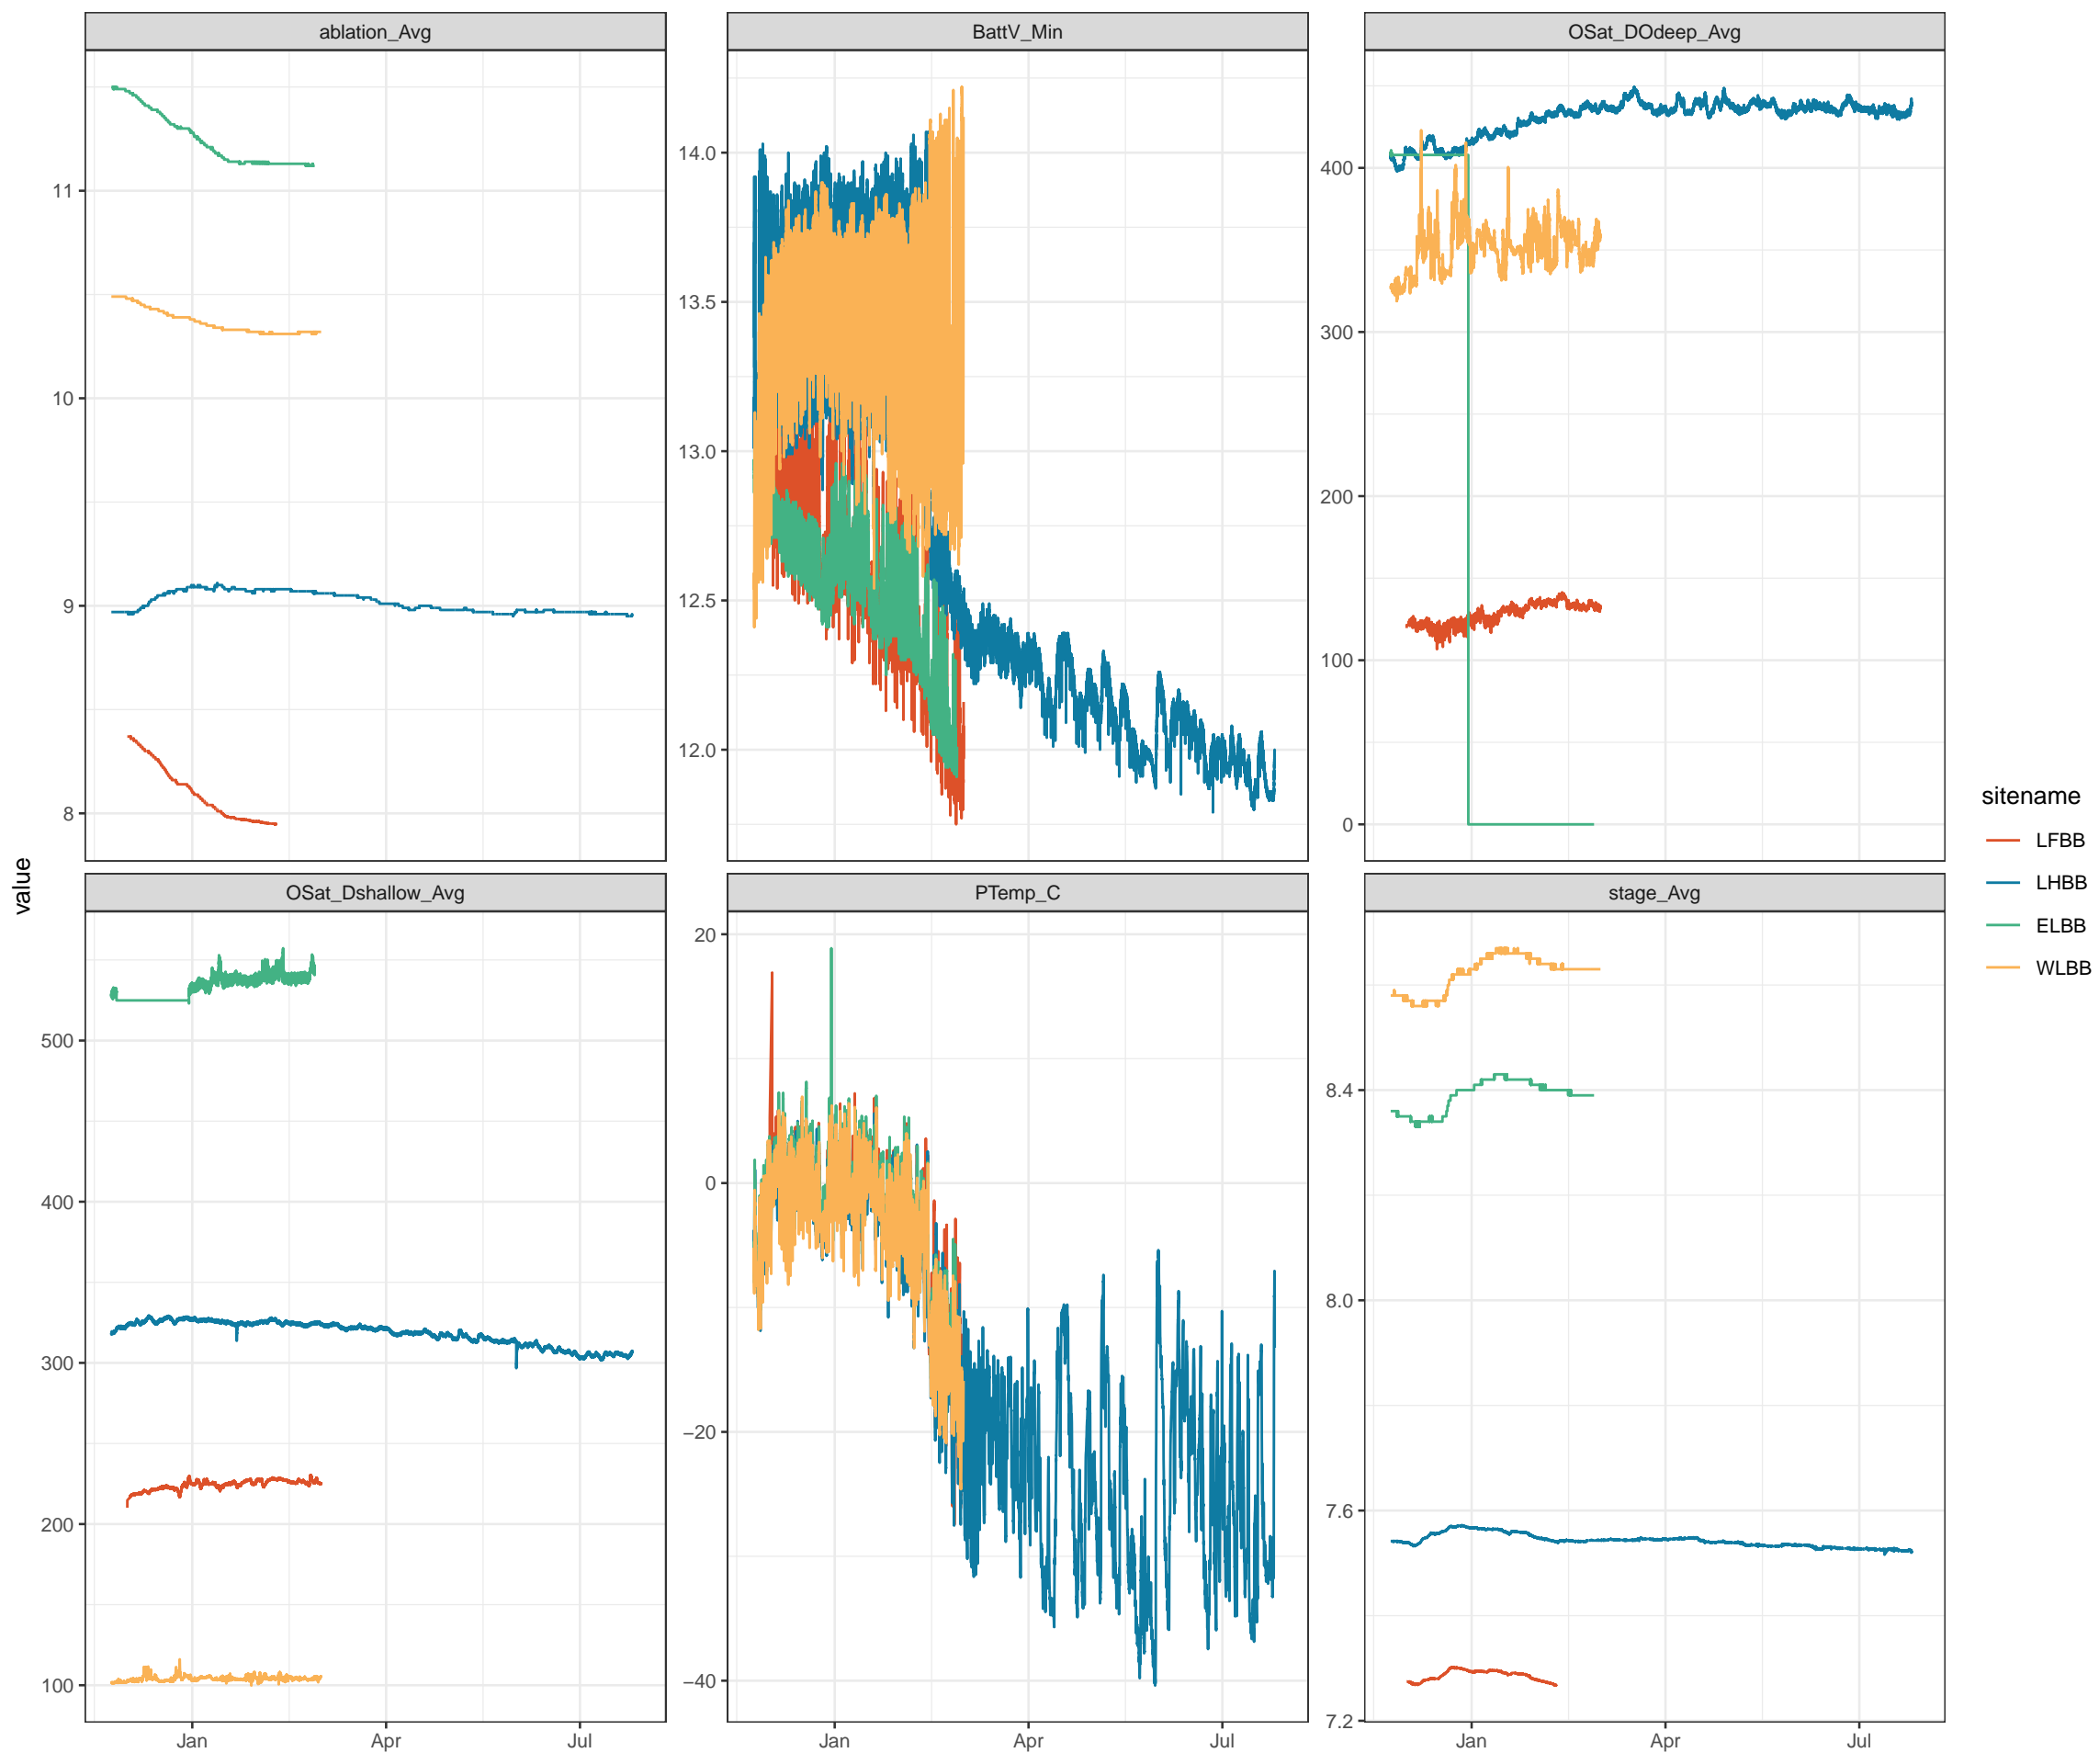 ablation_Avg
BattV_Min
OSat_DOdeep_Avg
11
10
9
8
14.0
13.5
13.0
12.5
12.0
400
300
200
100
0
value
OSat_Dshallow_Avg
PTemp_C
stage_Avg
500
400
300
200
100
20
0
−20
−40
8.4
8.0
7.6
7.2
Jan
Apr
Jul
Jan
Apr
Jul
Jan
Apr
Jul
sitename
LFBB
LHBB
ELBB
WLBB